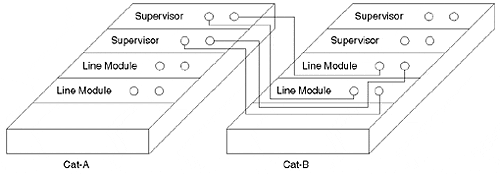 Supervisor
Supervisor
Line Module
Line Module
Cat-A
Supervisor
Supervisor
Line Module
Line Module
Cat-B